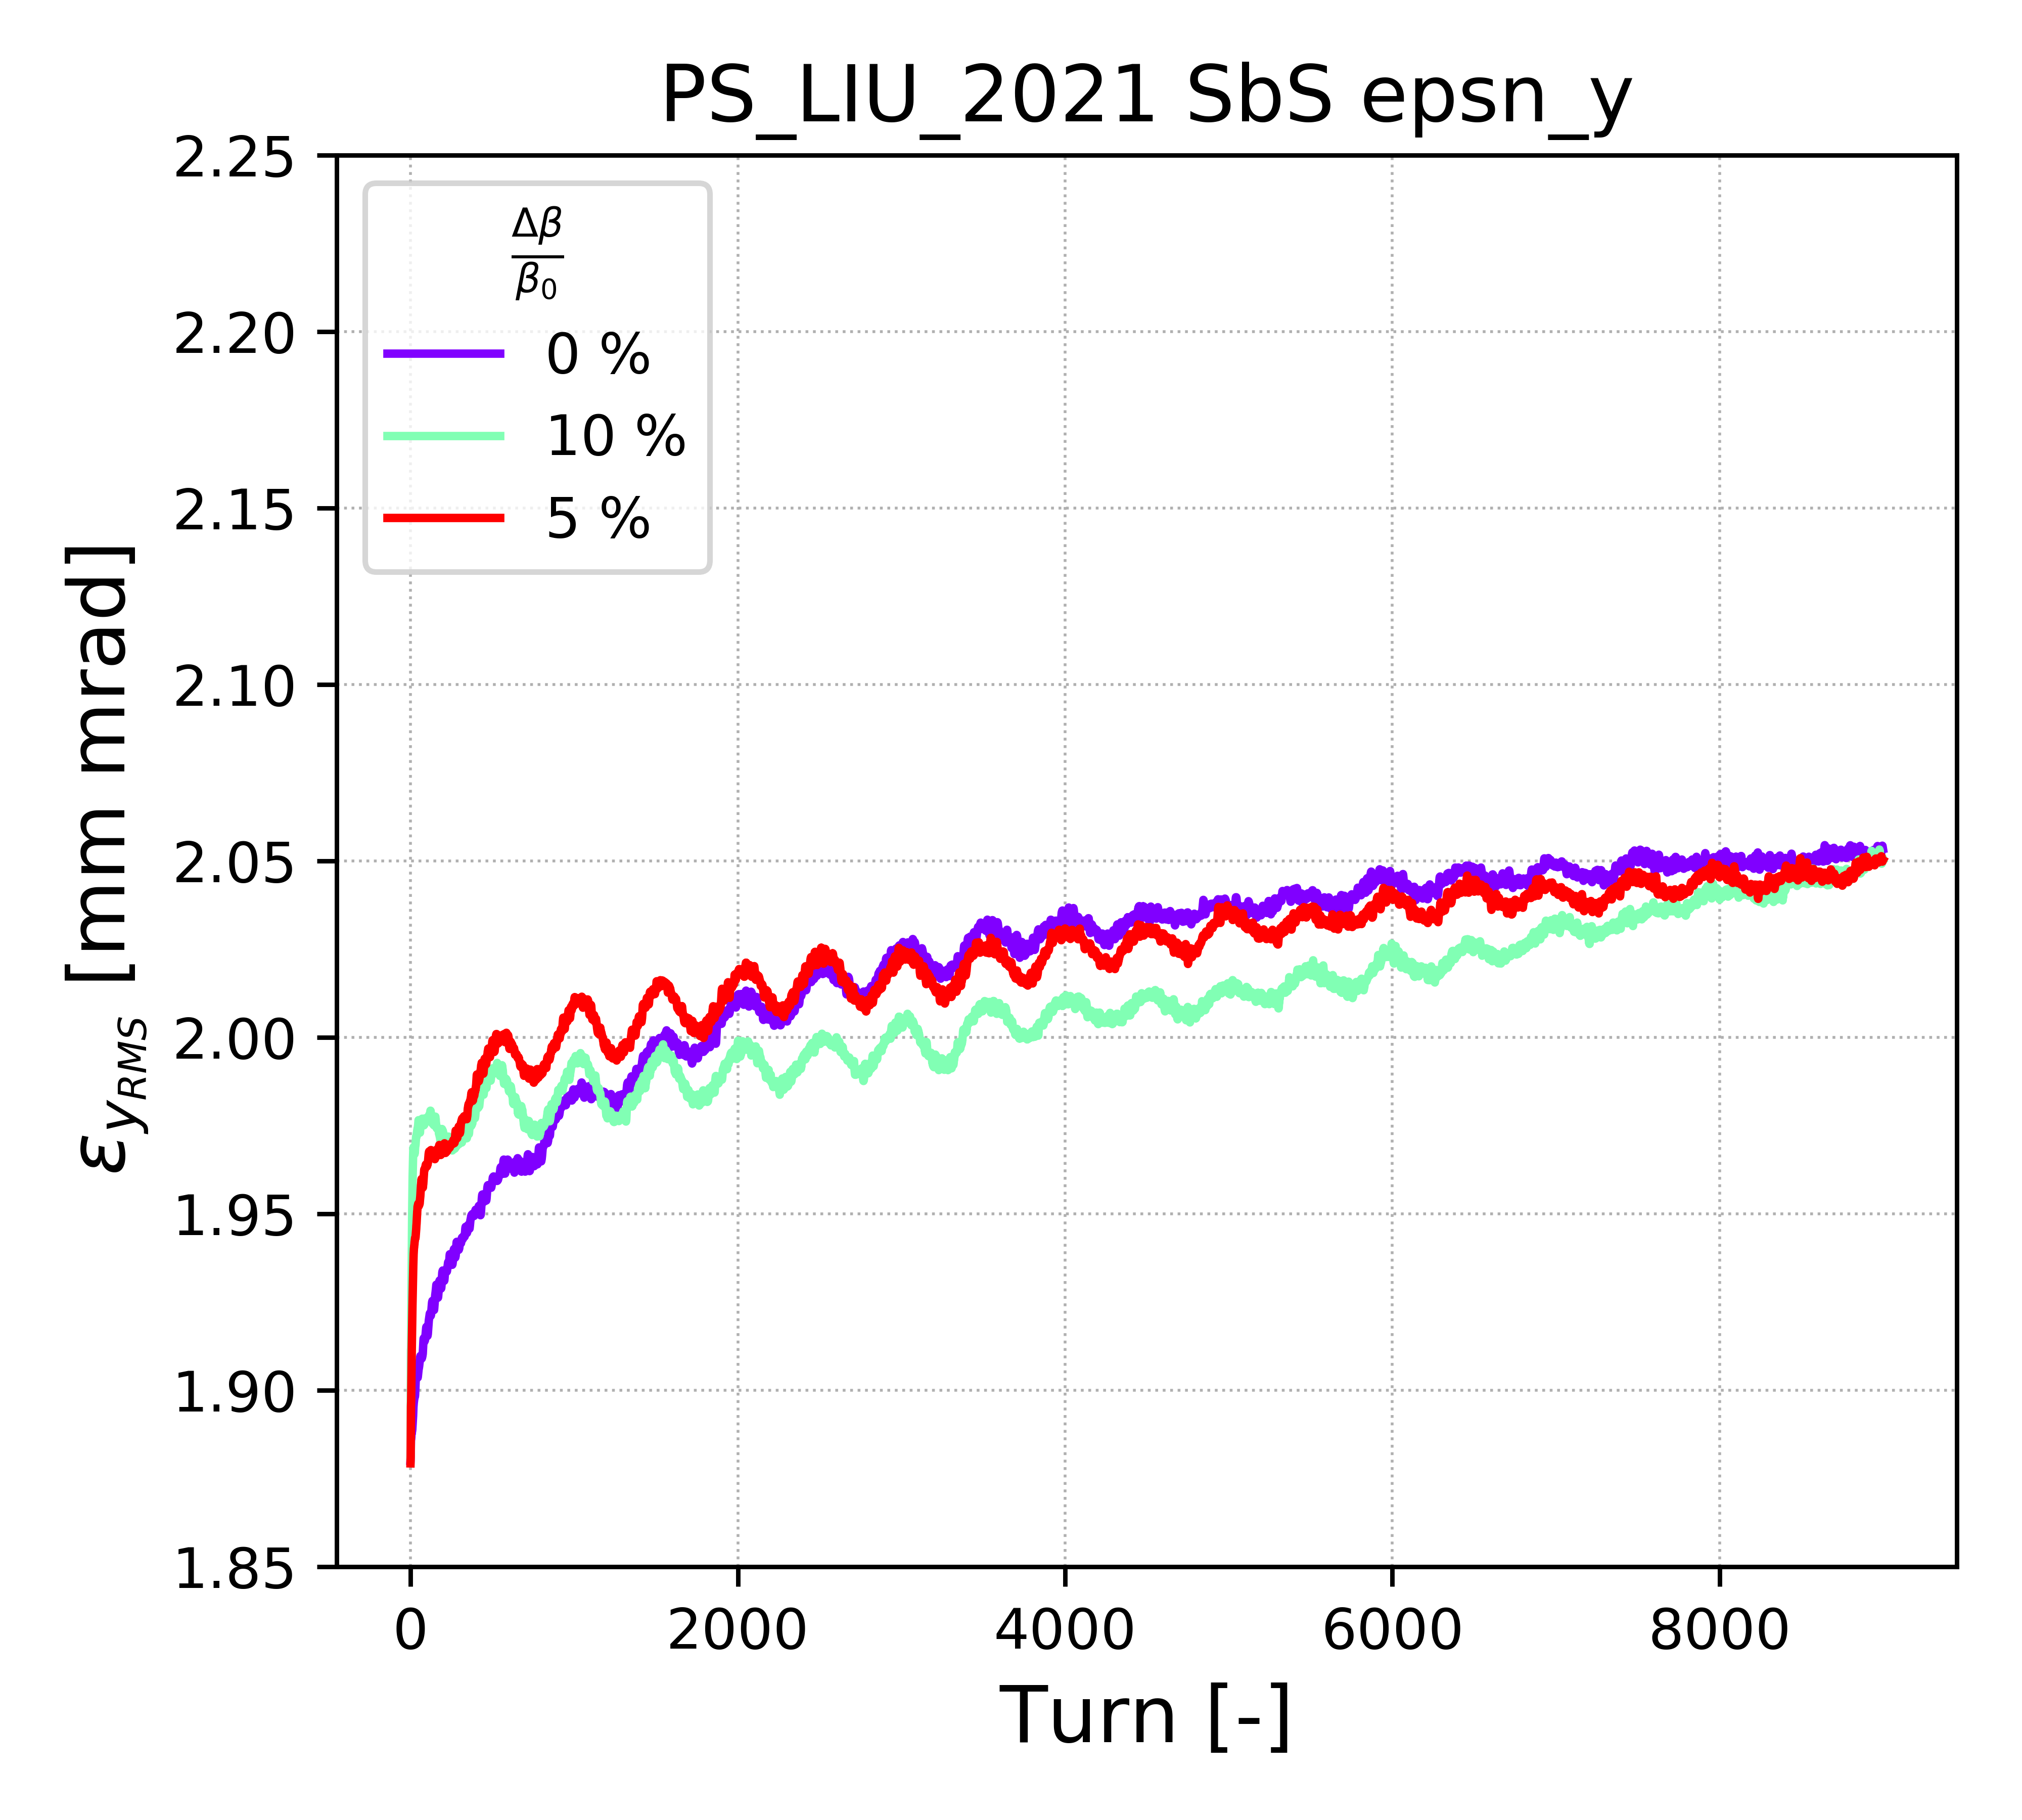 PS_LIU_2021 SbS epsn_y
2.25
2.20
2.15
2.10
2.05
2.00
1.95
1.90
1.85
ε_{y_{RMS}} [mm mrad]
Δβ
β₀
0 %
10 %
5 %
0 2000 4000 6000 8000
Turn [-]